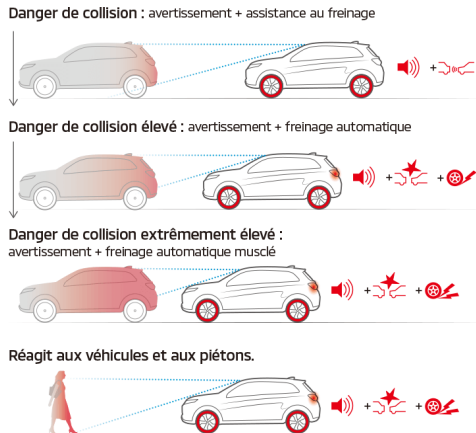 Danger de collision : avertissement + assistance au freinage
+
Danger de collision élevé : avertissement + freinage automatique
+ +
Danger de collision extrêmement élevé :
avertissement + freinage automatique musclé
+ +
Réagit aux véhicules et aux piétons.
+ +